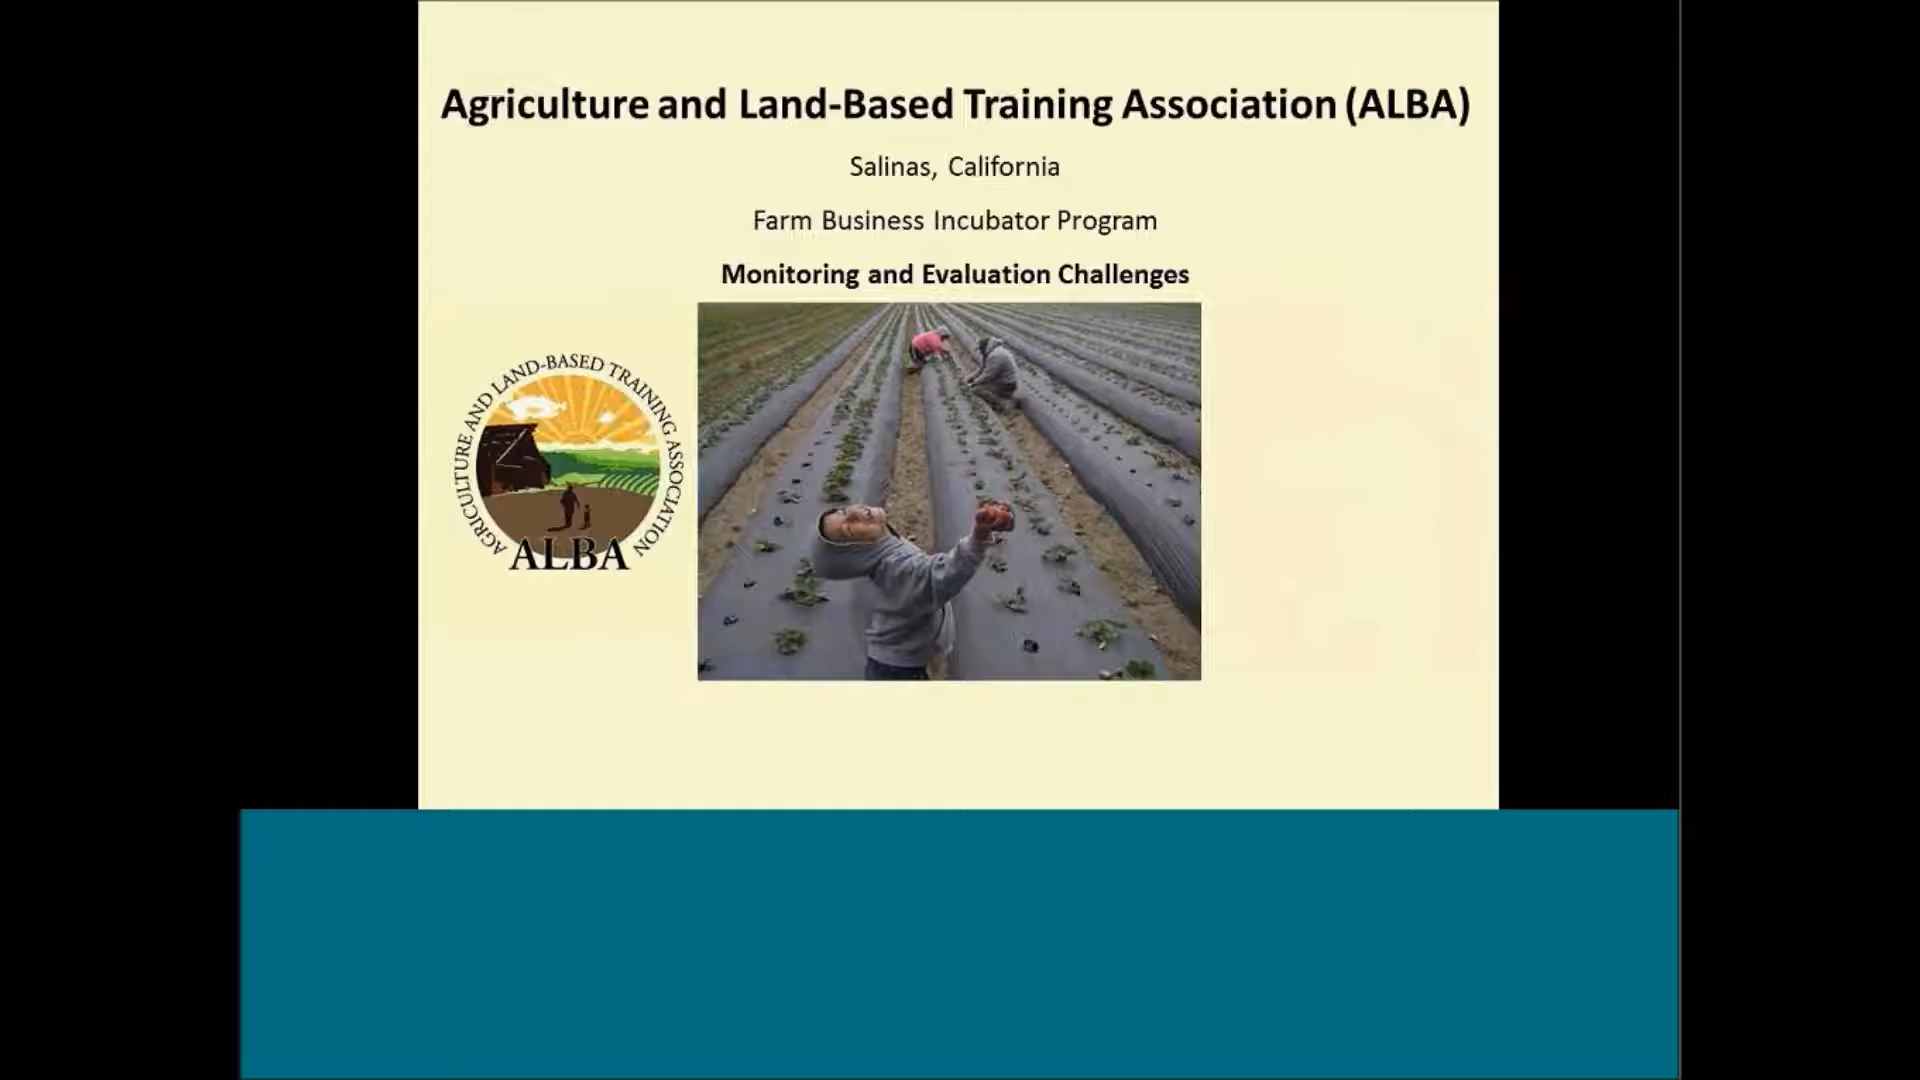 Agriculture and Land-Based Training Association (ALBA)
Salinas, California
Farm Business Incubator Program
Monitoring and Evaluation Challenges
AGRICULTURE AND LAND-BASED TRAINING ASSOCIATION
ALBA